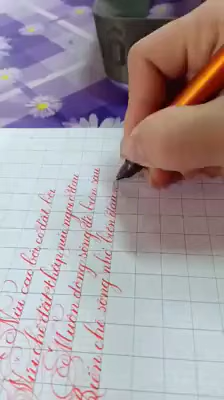 Núi cao bởi có đất bồi
Núi chê đất thấp núi ngồi ở đâu
Muôn dòng sông đổ biển sâu
Biển chê sông nhỏ biển đâu